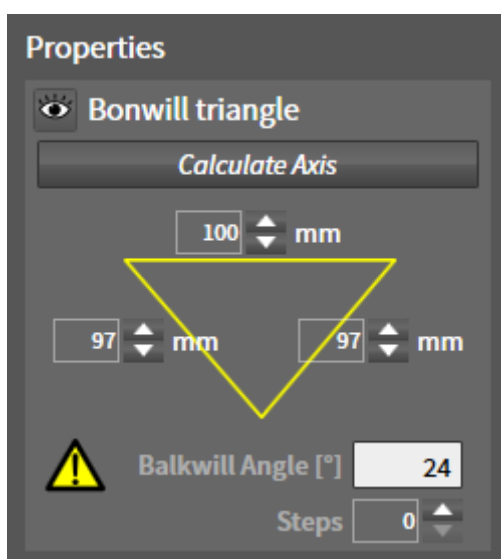 Properties
Bonwill triangle
Calculate Axis
100 mm
97 mm 97 mm
Balkwill Angle [°] 24
Steps 0